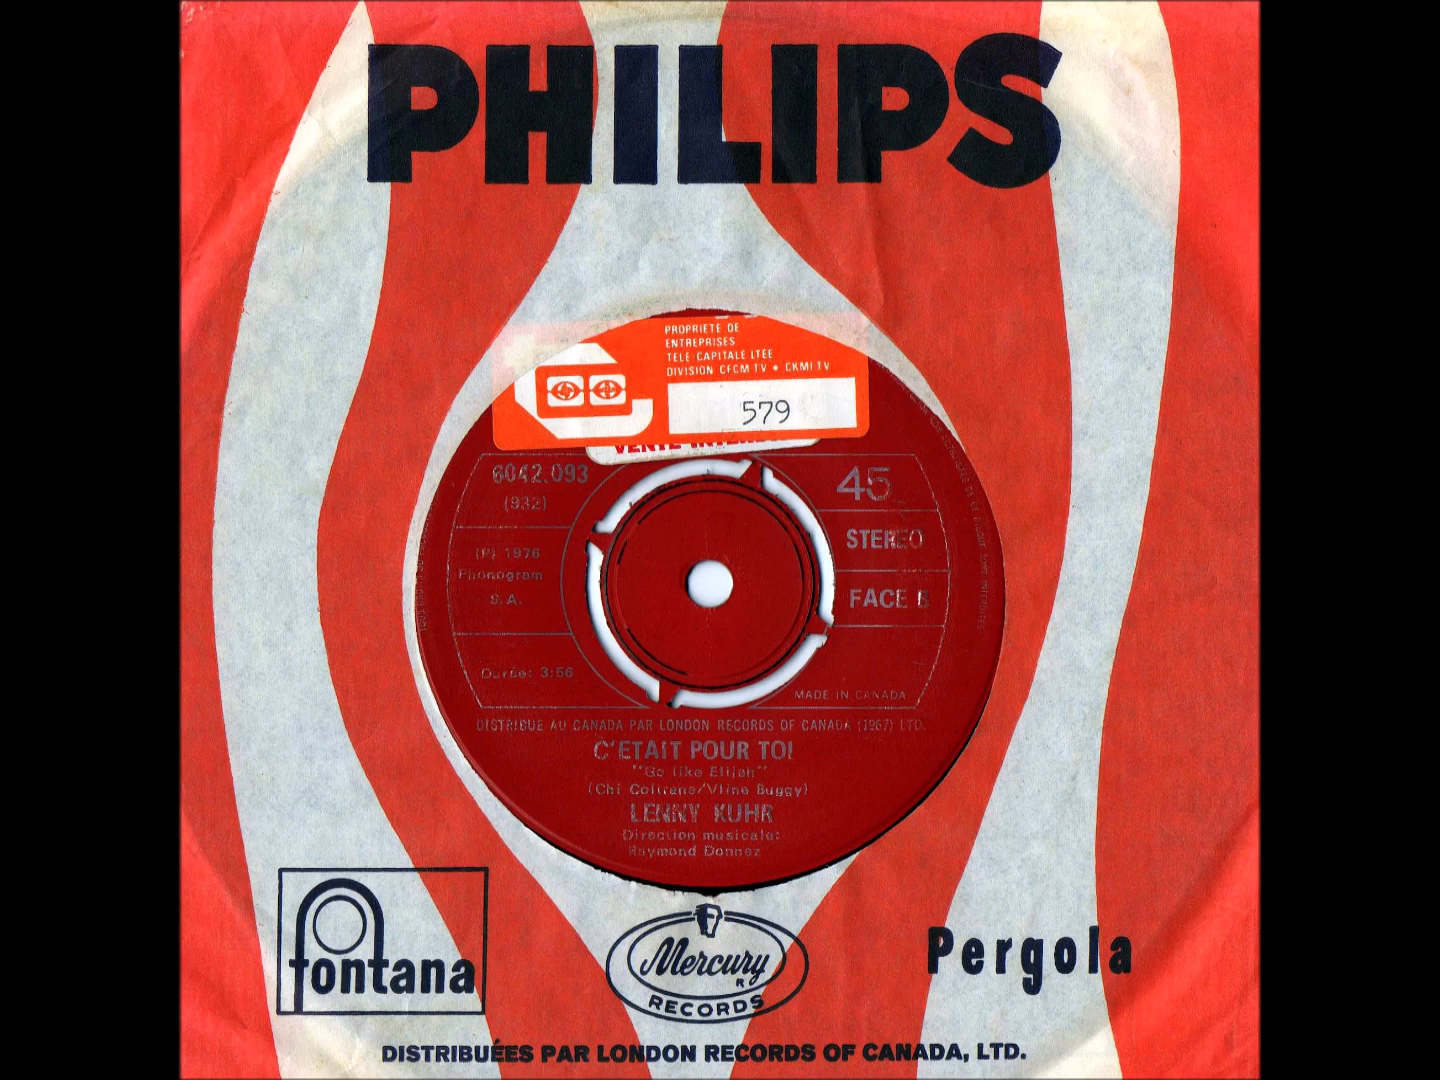 PHILIPS
PROPRIETE DE
ENTREPRISES
TELE-CAPITALE LTEE
DIVISION CFCM TV • CKMI TV
579
VENTE
6042.093
(932)
45
STEREO
(P) 1976
Phonogram
S.A.
FACE B
Durée: 3:56
MADE IN CANADA
DISTRIBUE AU CANADA PAR LONDON RECORDS OF CANADA (1967) LTD.
C'ETAIT POUR TOI
"Go like Elijah"
(Chi Coltrane/Vline Buggy)
LENNY KUHR
Direction musicale:
Raymond Donnez
fontana
Mercury
R
RECORDS
Pergola
DISTRIBUÉES PAR LONDON RECORDS OF CANADA, LTD.